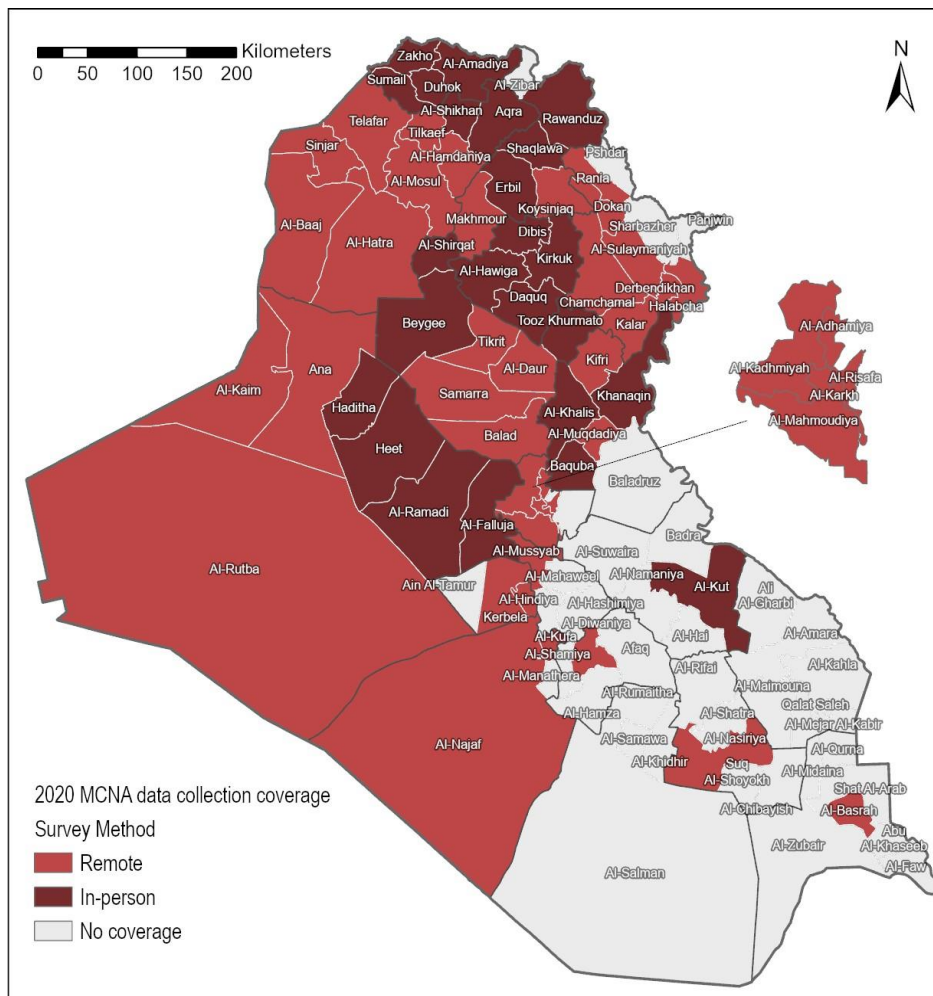 Kilometers
0 50 100 150 200
N
Zakho
Al-Amadiya
Sumail
Duhok
Al-Zibar
Al-Shikhan
Aqra
Rawanduz
Telafar
Tilkaef
Sinjar
Al-Hamdaniya
Shaqlawa
Pshdar
Al-Mosul
Erbil
Rania
Koysinjaq
Dokan
Al-Baaj
Makhmour
Sharbazher
Panjwin
Al-Hatra
Dibis
Al-Shirqat
Al-Sulaymaniyah
Kirkuk
Al-Hawiga
Derbendikhan
Daquq
Chamchamal
Halabcha
Beygee
Tooz Khurmato
Kalar
Tikrit
Al-Adhamiya
Ana
Al-Daur
Kifri
Al-Kaim
Al-Kadhmiyah
Al-Risafa
Samarra
Khanaqin
Al-Karkh
Haditha
Al-Khalis
Al-Mahmoudiya
Balad
Al-Muqdadiya
Heet
Baquba
Baladruz
Al-Ramadi
Al-Falluja
Badra
Al-Mussyab
Al-Suwaira
Al-Rutba
Al-Mahaweel
Al-Namaniya
Ain Al-Tamur
Al-Kut
Ali
Al-Gharbi
Al-Hindiya
Al-Hashimiya
Kerbela
Al-Diwaniya
Al-Kufa
Al-Hai
Al-Amara
Al-Shamiya
Afaq
Al-Rifai
Al-Kahla
Al-Manathera
Al-Maimouna
Al-Rumaitha
Qalat Saleh
Al-Hamza
Al-Shatra
Al-Mejar Al-Kabir
Al-Najaf
Al-Samawa
Al-Nasiriya
Al-Qurna
Al-Khidhir
Suq
Al-Shoyokh
Al-Midaina
Shat Al-Arab
Al-Chibayish
Al-Basrah
Abu
Al-Khaseeb
Al-Zubair
Al-Faw
Al-Salman
2020 MCNA data collection coverage
Survey Method
Remote
In-person
No coverage